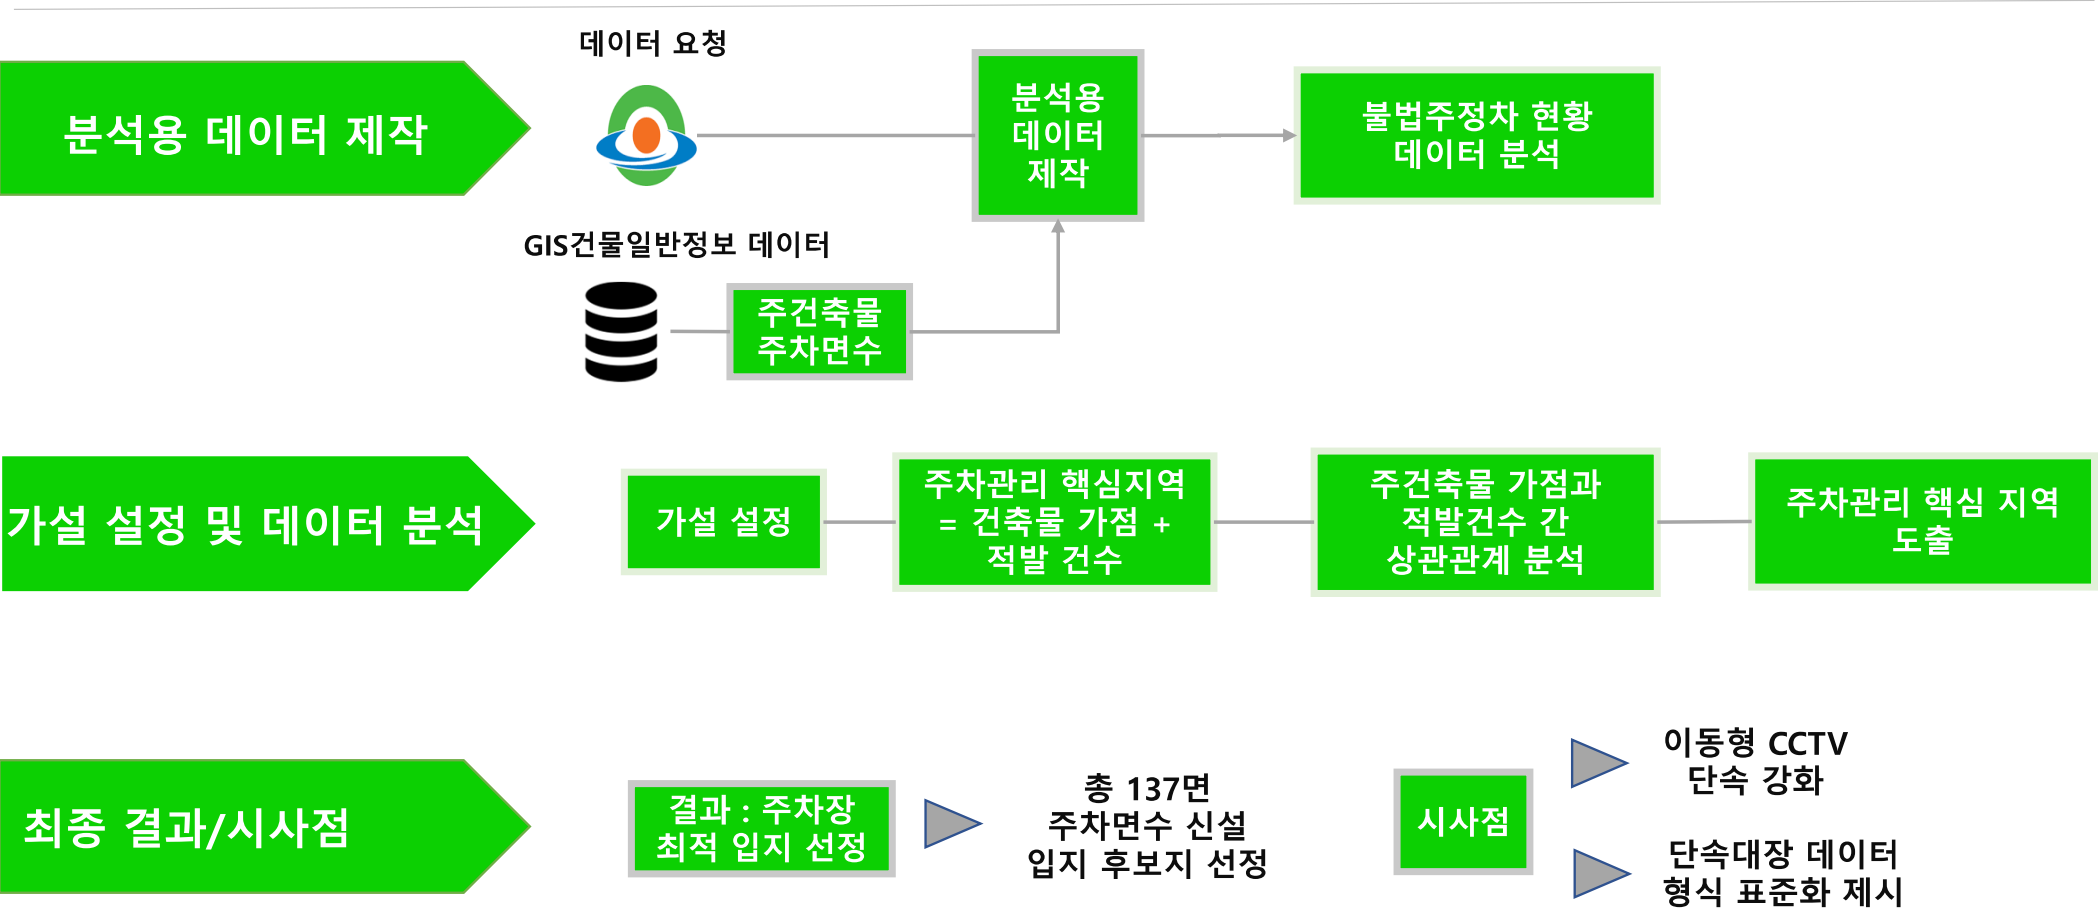 데이터 요청
분석용 데이터 제작
분석용
데이터
제작
불법주정차 현황
데이터 분석
GIS건물일반정보 데이터
주건축물
주차면수
가설 설정 및 데이터 분석
가설 설정
주차관리 핵심지역
= 건축물 가점 +
적발 건수
주건축물 가점과
적발건수 간
상관관계 분석
주차관리 핵심 지역
도출
최종 결과/시사점
결과 : 주차장
최적 입지 선정
총 137면
주차면수 신설
입지 후보지 선정
시사점
이동형 CCTV
단속 강화
단속대장 데이터
형식 표준화 제시